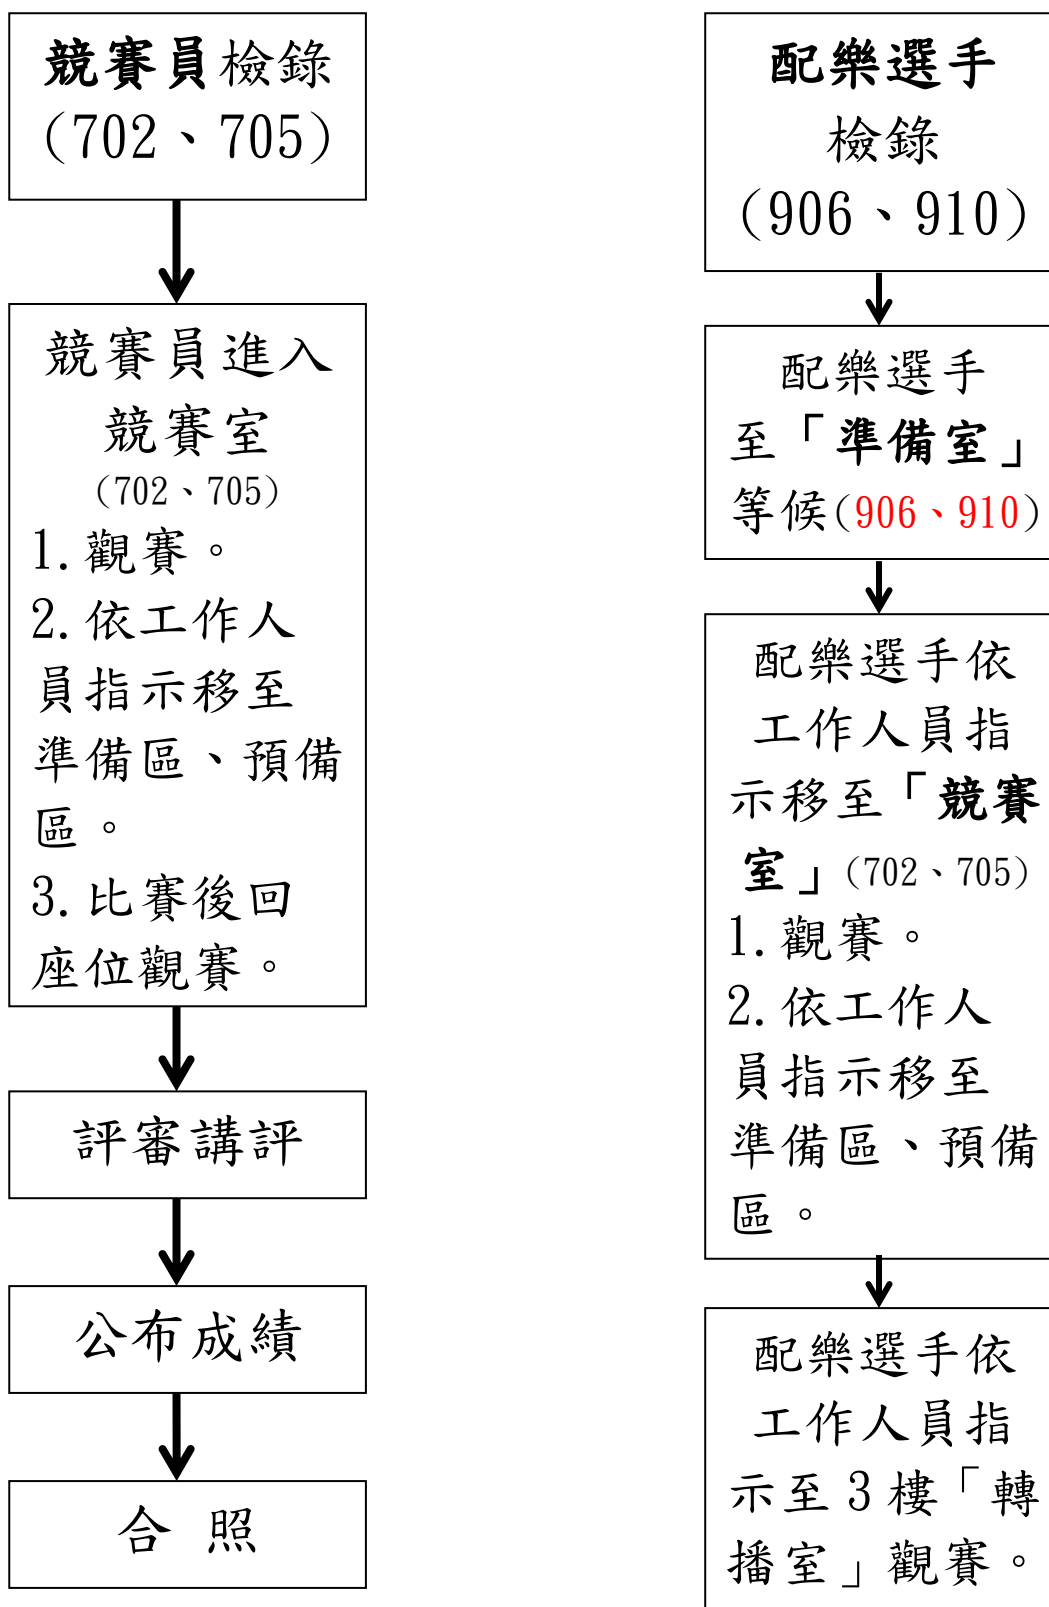 競賽員檢錄
(702、705)
競賽員進入
競賽室
(702、705)
1.觀賽。
2.依工作人
員指示移至
準備區、預備
區。
3.比賽後回
座位觀賽。
評審講評
公布成績
合 照
配樂選手
檢錄
(906、910)
配樂選手
至「準備室」
等候(906、910)
配樂選手依
工作人員指
示移至「競賽
室」(702、705)
1.觀賽。
2.依工作人
員指示移至
準備區、預備
區。
配樂選手依
工作人員指
示至 3 樓「轉
播室」觀賽。